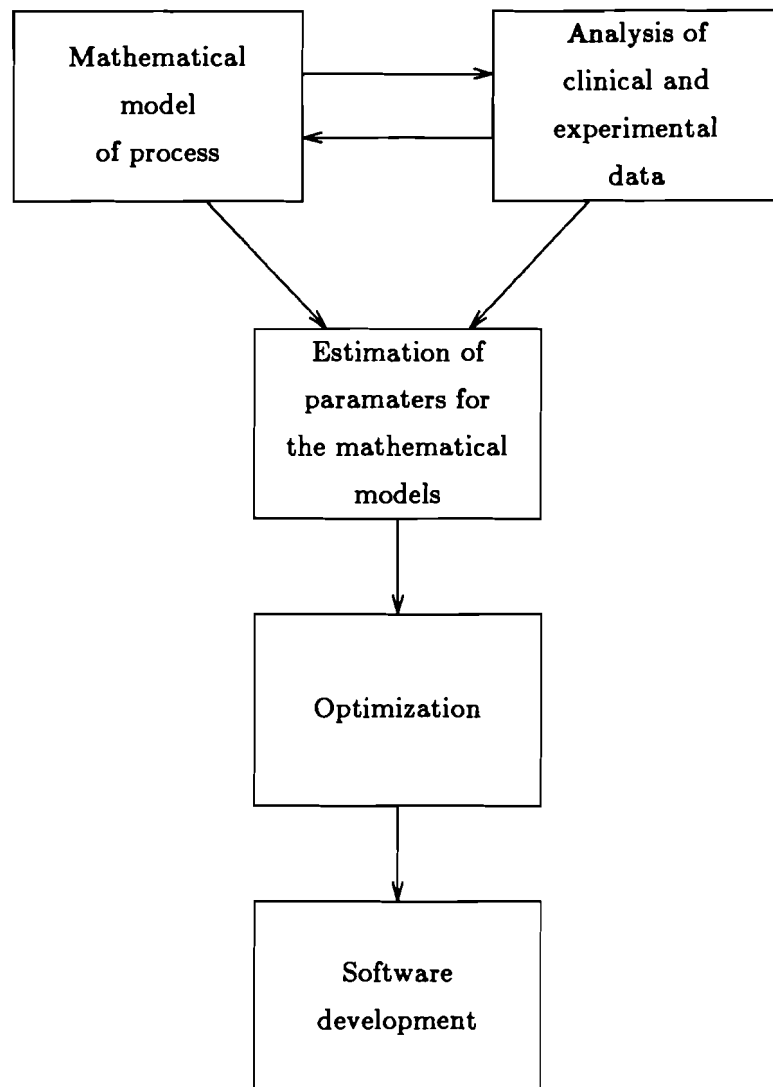 Mathematical
model
of process
Analysis of
clinical and
experimental
data
Estimation of
paramaters for
the mathematical
models
Optimization
Software
development